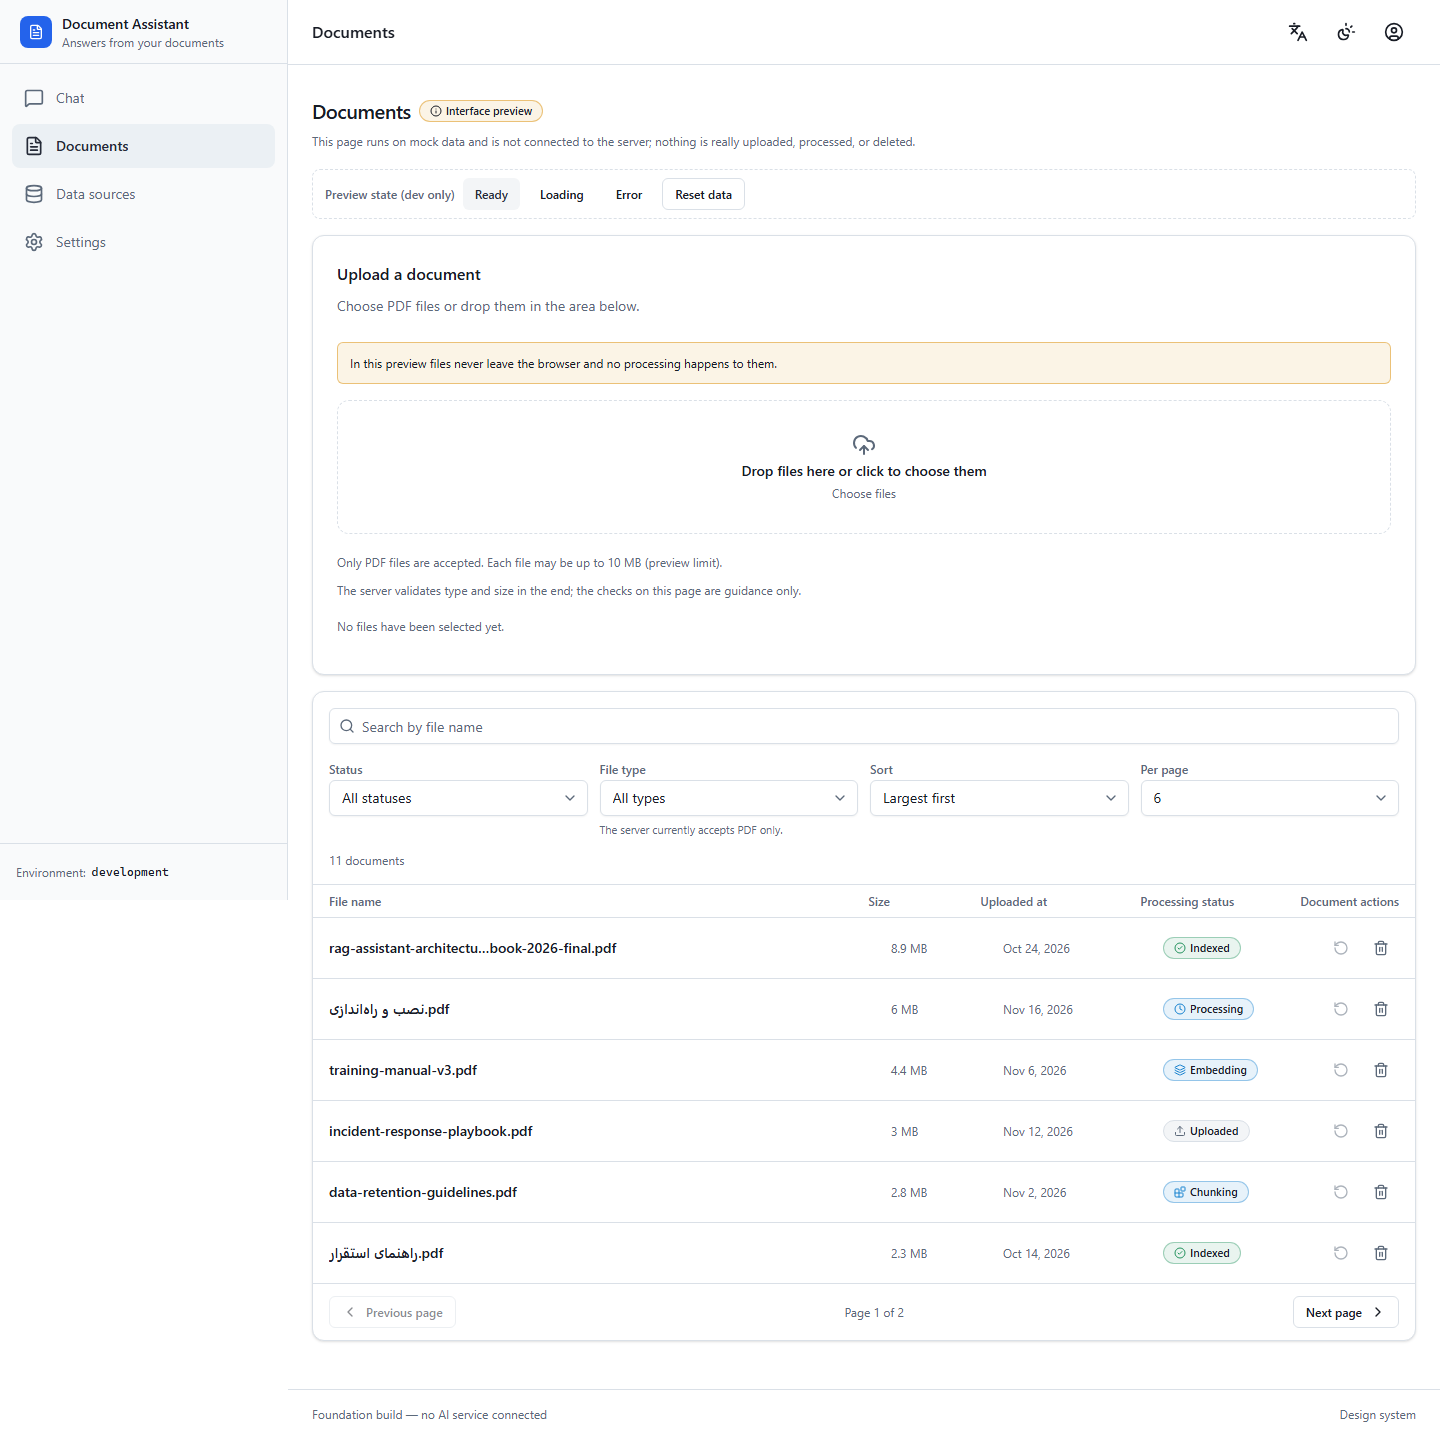 Document Assistant
Answers from your documents
Chat
Documents
Data sources
Settings
Environment: development
Documents
Documents
Interface preview
This page runs on mock data and is not connected to the server; nothing is really uploaded, processed, or deleted.
Preview state (dev only) Ready Loading Error Reset data
Upload a document
Choose PDF files or drop them in the area below.
In this preview files never leave the browser and no processing happens to them.
Drop files here or click to choose them
Choose files
Only PDF files are accepted. Each file may be up to 10 MB (preview limit).
The server validates type and size in the end; the checks on this page are guidance only.
No files have been selected yet.
Search by file name
Status File type Sort Per page
All statuses All types Largest first 6
The server currently accepts PDF only.
11 documents
File name Size Uploaded at Processing status Document actions
rag-assistant-architectu...book-2026-final.pdf 8.9 MB Oct 24, 2026 Indexed
نصب و راه‌اندازی.pdf 6 MB Nov 16, 2026 Processing
training-manual-v3.pdf 4.4 MB Nov 6, 2026 Embedding
incident-response-playbook.pdf 3 MB Nov 12, 2026 Uploaded
data-retention-guidelines.pdf 2.8 MB Nov 2, 2026 Chunking
راهنمای استقرار.pdf 2.3 MB Oct 14, 2026 Indexed
Previous page Page 1 of 2 Next page
Foundation build — no AI service connected Design system